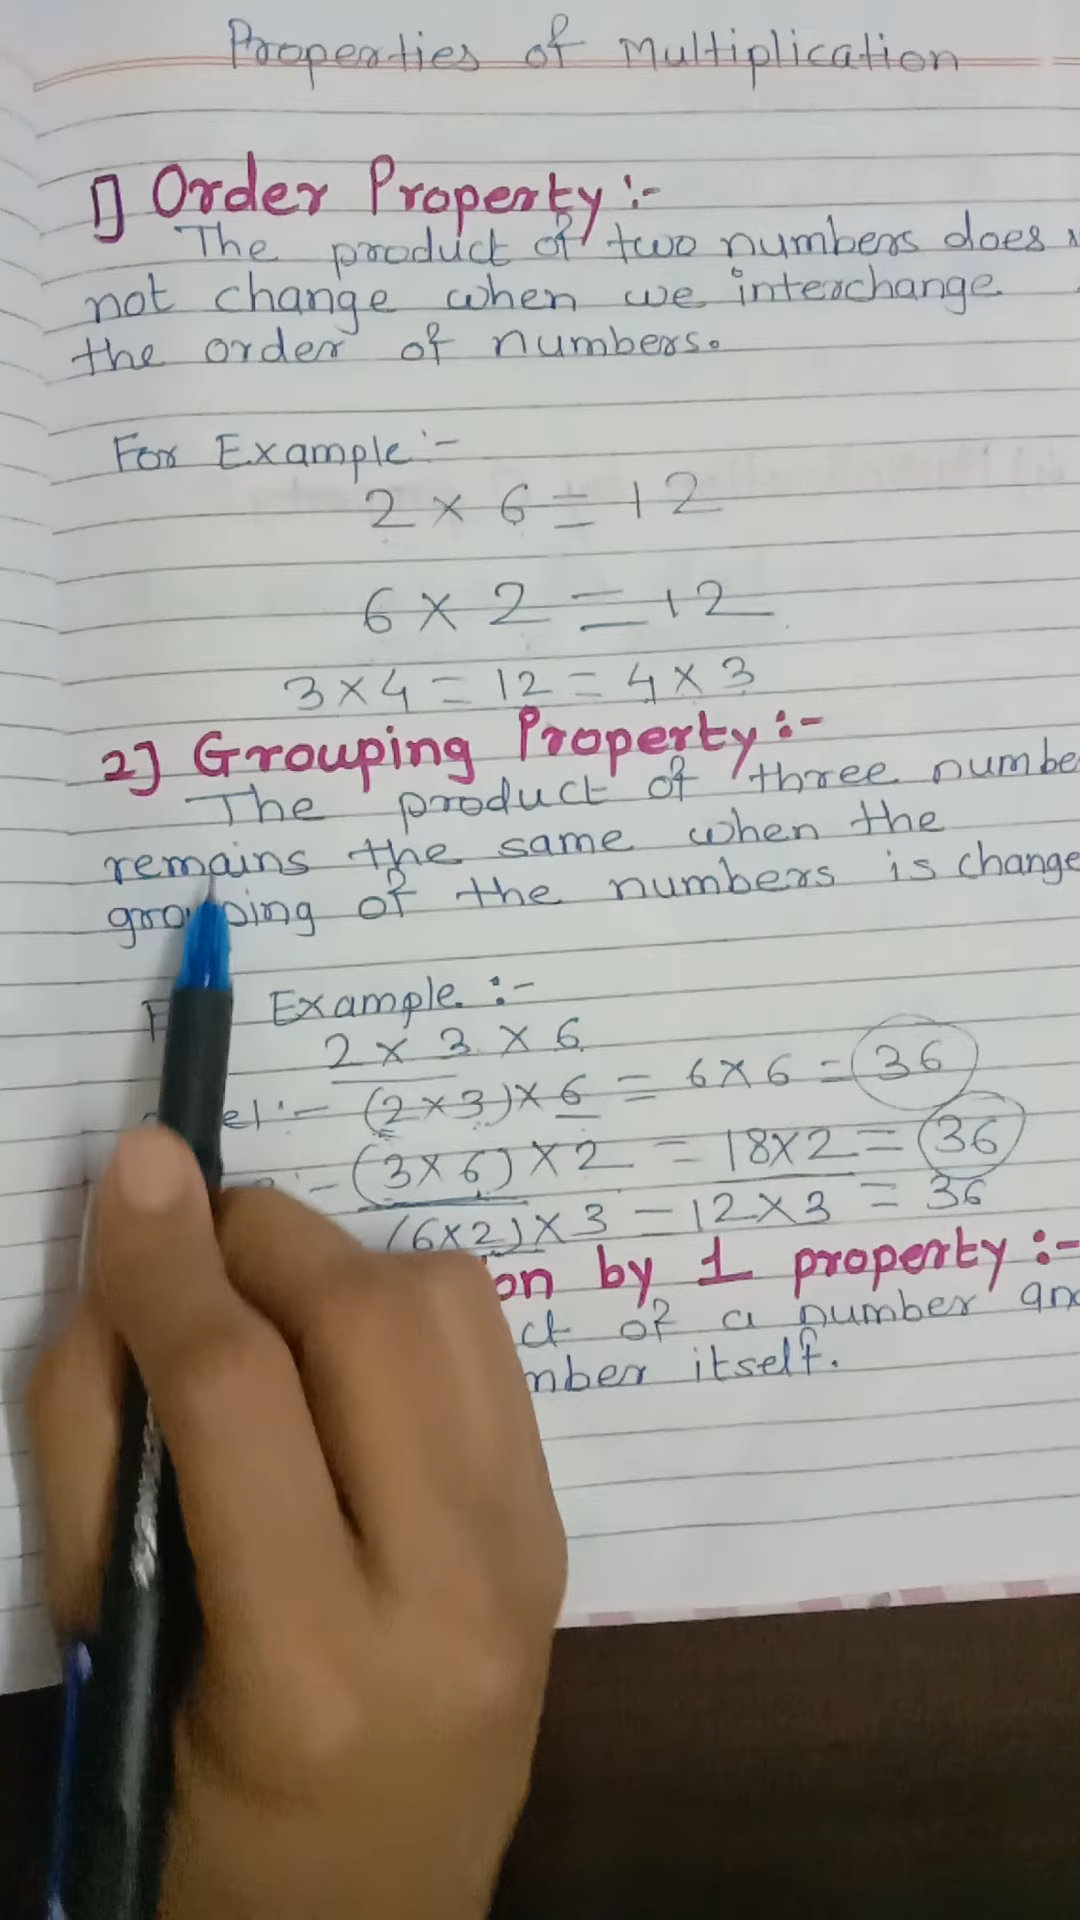 Properties of Multiplication
1] Order Property :-
The product of two numbers does
not change when we interchange
the order of numbers.
For Example :-
2 × 6 = 12
6 × 2 = 12
3 × 4 = 12 = 4 × 3
2] Grouping Property :-
The product of three numbe
remains the same when the
grouping of the numbers is change
Example :-
2 × 3 × 6
(2×3)×6 = 6×6 = 36
(3×6)×2 = 18×2 = 36
(6×2)×3 = 12×3 = 36
by 1 property :-
of a number and
itself.